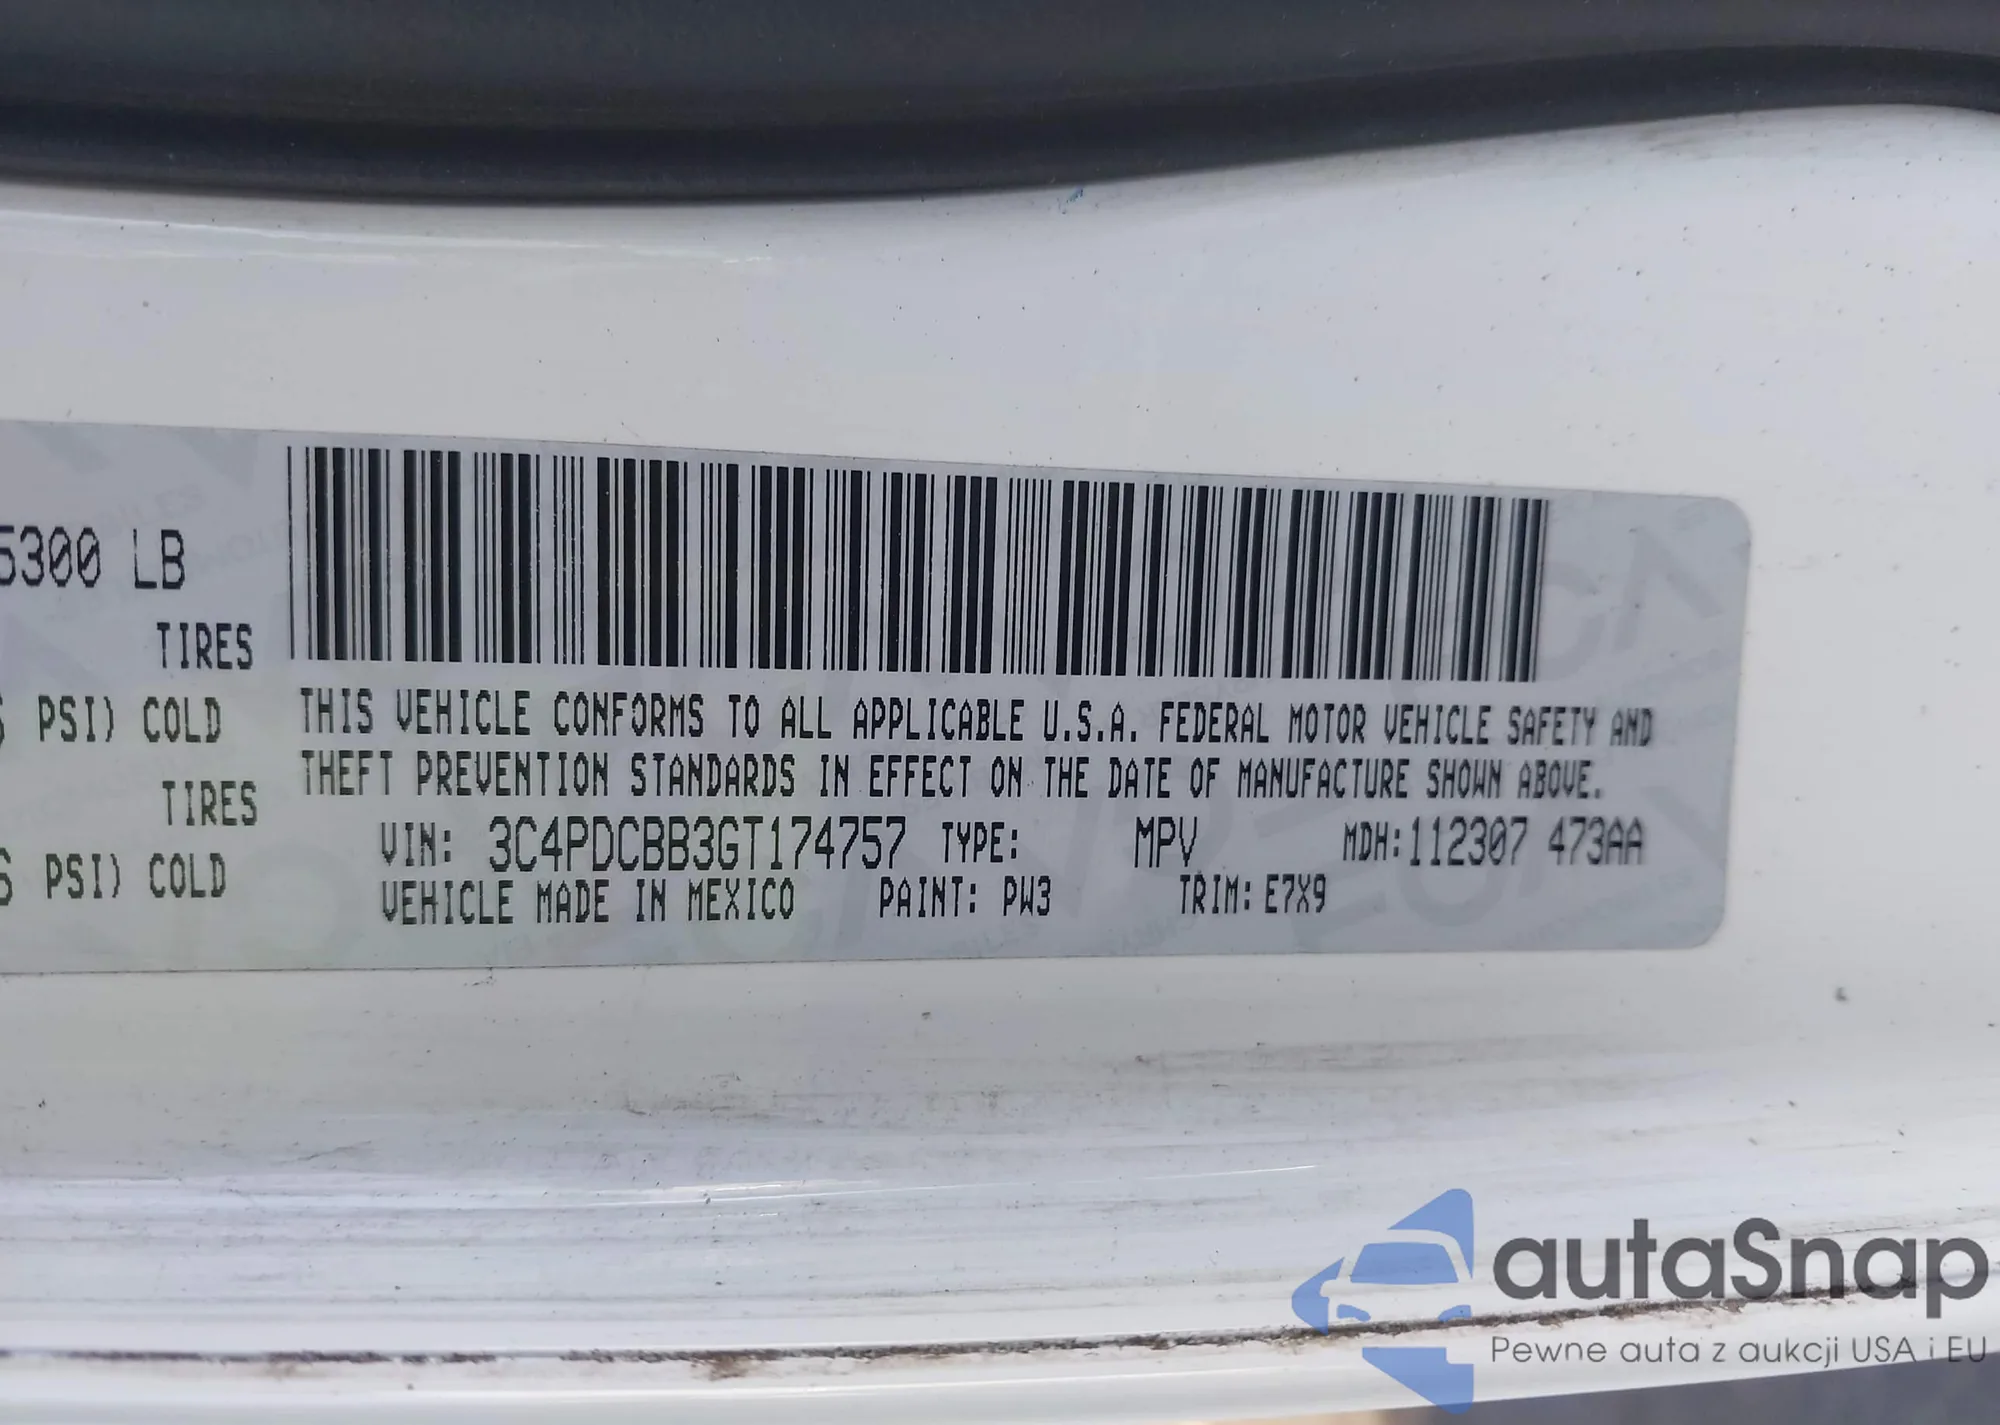 5300 LB
TIRES
PSI) COLD
TIRES
PSI) COLD
THIS VEHICLE CONFORMS TO ALL APPLICABLE U.S.A. FEDERAL MOTOR VEHICLE SAFETY AND
THEFT PREVENTION STANDARDS IN EFFECT ON THE DATE OF MANUFACTURE SHOWN ABOVE.
VIN: 3C4PDCBB3GT174757 TYPE: MPV MDH:112307 473AA
VEHICLE MADE IN MEXICO PAINT: PW3 TRIM: E7X9
autaSnap
Pewne auta z aukcji USA i EU